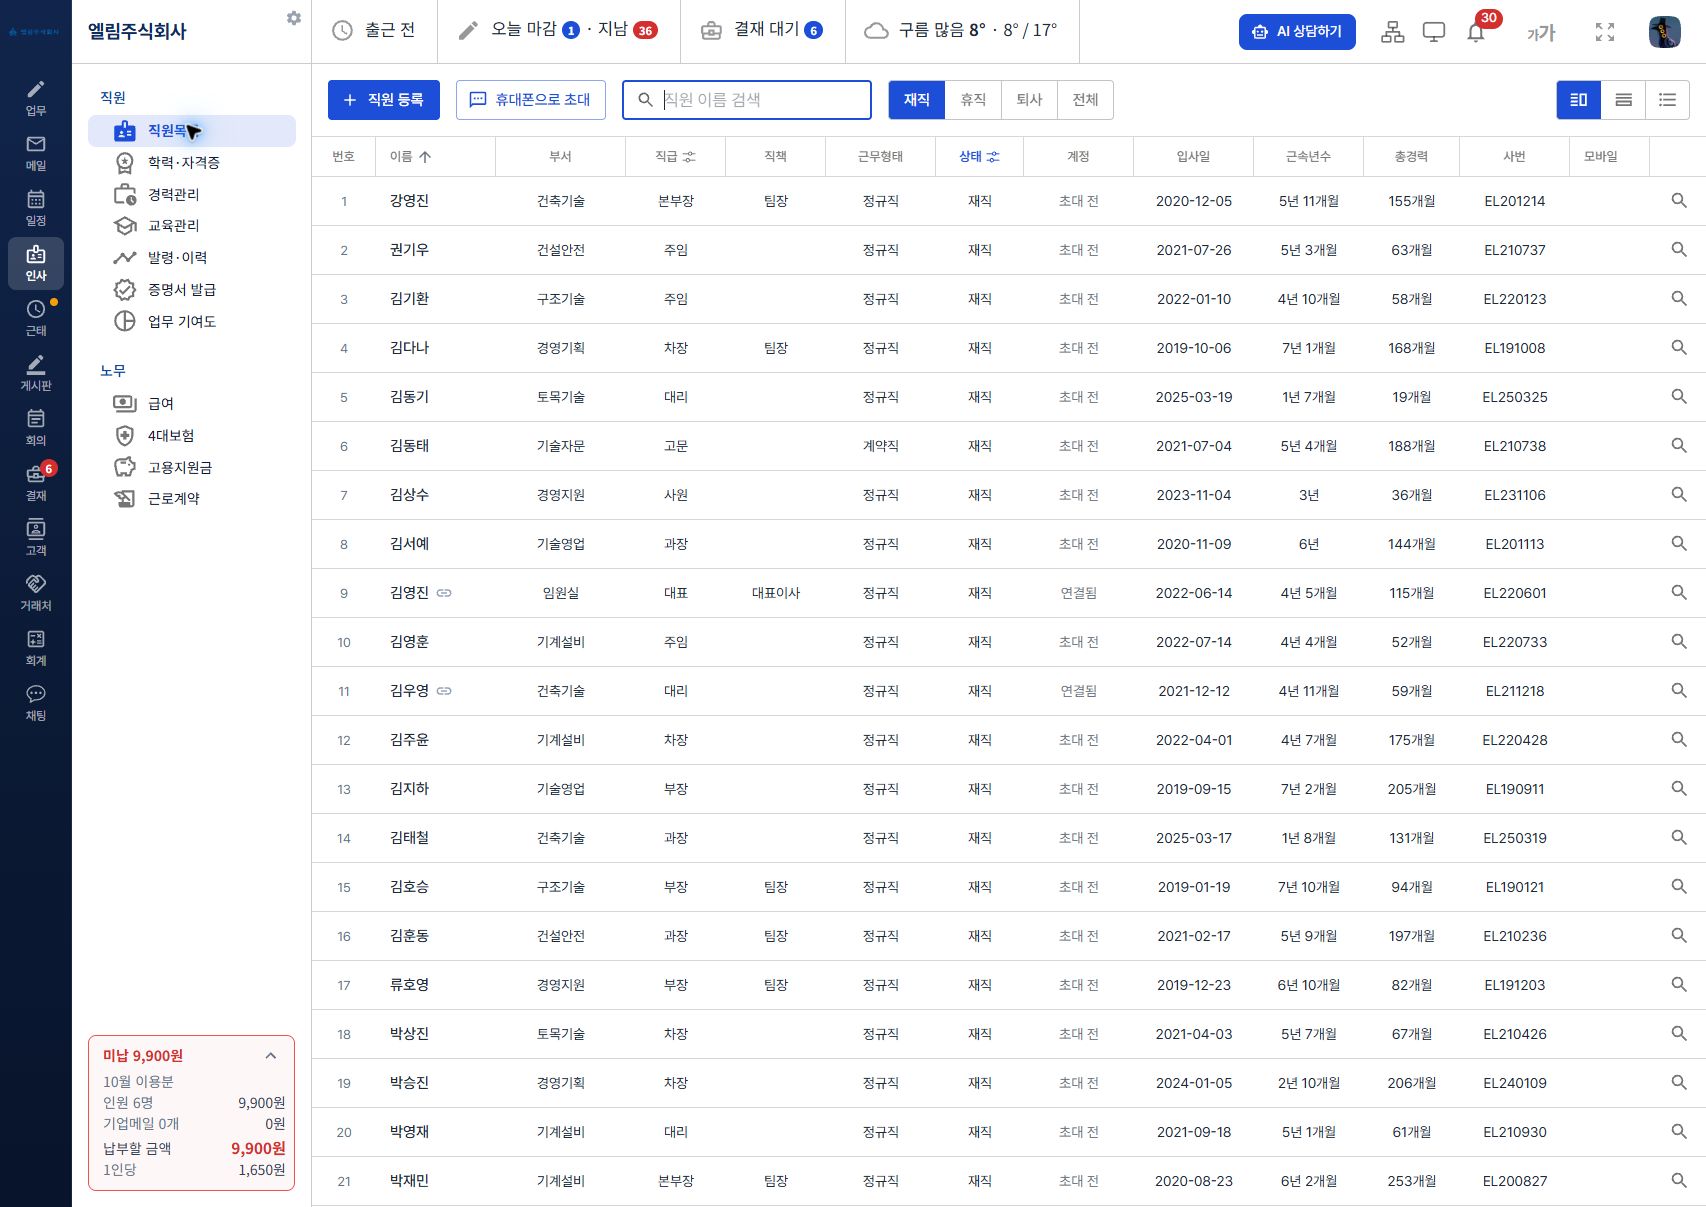 엘림주식회사
엘림주식회사
출근 전
오늘 마감 1 · 지남 36
결재 대기 6
구름 많음 8° · 8° / 17°
AI 상담하기
30
가가
업무
메일
일정
인사
근태
게시판
회의
6
결재
고객
거래처
회계
채팅
직원
직원목
학력·자격증
경력관리
교육관리
발령·이력
증명서 발급
업무 기여도
노무
급여
4대보험
고용지원금
근로계약
미납 9,900원
10월 이용분
인원 6명 9,900원
기업메일 0개 0원
납부할 금액 9,900원
1인당 1,650원
+ 직원 등록
휴대폰으로 초대
직원 이름 검색
재직 휴직 퇴사 전체
번호 이름 부서 직급 직책 근무형태 상태 계정 입사일 근속년수 총경력 사번 모바일
1 강영진 건축기술 본부장 팀장 정규직 재직 초대 전 2020-12-05 5년 11개월 155개월 EL201214
2 권기우 건설안전 주임 정규직 재직 초대 전 2021-07-26 5년 3개월 63개월 EL210737
3 김기환 구조기술 주임 정규직 재직 초대 전 2022-01-10 4년 10개월 58개월 EL220123
4 김다나 경영기획 차장 팀장 정규직 재직 초대 전 2019-10-06 7년 1개월 168개월 EL191008
5 김동기 토목기술 대리 정규직 재직 초대 전 2025-03-19 1년 7개월 19개월 EL250325
6 김동태 기술자문 고문 계약직 재직 초대 전 2021-07-04 5년 4개월 188개월 EL210738
7 김상수 경영지원 사원 정규직 재직 초대 전 2023-11-04 3년 36개월 EL231106
8 김서예 기술영업 과장 정규직 재직 초대 전 2020-11-09 6년 144개월 EL201113
9 김영진 임원실 대표 대표이사 정규직 재직 연결됨 2022-06-14 4년 5개월 115개월 EL220601
10 김영훈 기계설비 주임 정규직 재직 초대 전 2022-07-14 4년 4개월 52개월 EL220733
11 김우영 건축기술 대리 정규직 재직 연결됨 2021-12-12 4년 11개월 59개월 EL211218
12 김주윤 기계설비 차장 정규직 재직 초대 전 2022-04-01 4년 7개월 175개월 EL220428
13 김지하 기술영업 부장 정규직 재직 초대 전 2019-09-15 7년 2개월 205개월 EL190911
14 김태철 건축기술 과장 정규직 재직 초대 전 2025-03-17 1년 8개월 131개월 EL250319
15 김호승 구조기술 부장 팀장 정규직 재직 초대 전 2019-01-19 7년 10개월 94개월 EL190121
16 김훈동 건설안전 과장 팀장 정규직 재직 초대 전 2021-02-17 5년 9개월 197개월 EL210236
17 류호영 경영지원 부장 팀장 정규직 재직 초대 전 2019-12-23 6년 10개월 82개월 EL191203
18 박상진 토목기술 차장 정규직 재직 초대 전 2021-04-03 5년 7개월 67개월 EL210426
19 박승진 경영기획 차장 정규직 재직 초대 전 2024-01-05 2년 10개월 206개월 EL240109
20 박영재 기계설비 대리 정규직 재직 초대 전 2021-09-18 5년 1개월 61개월 EL210930
21 박재민 기계설비 본부장 팀장 정규직 재직 초대 전 2020-08-23 6년 2개월 253개월 EL200827